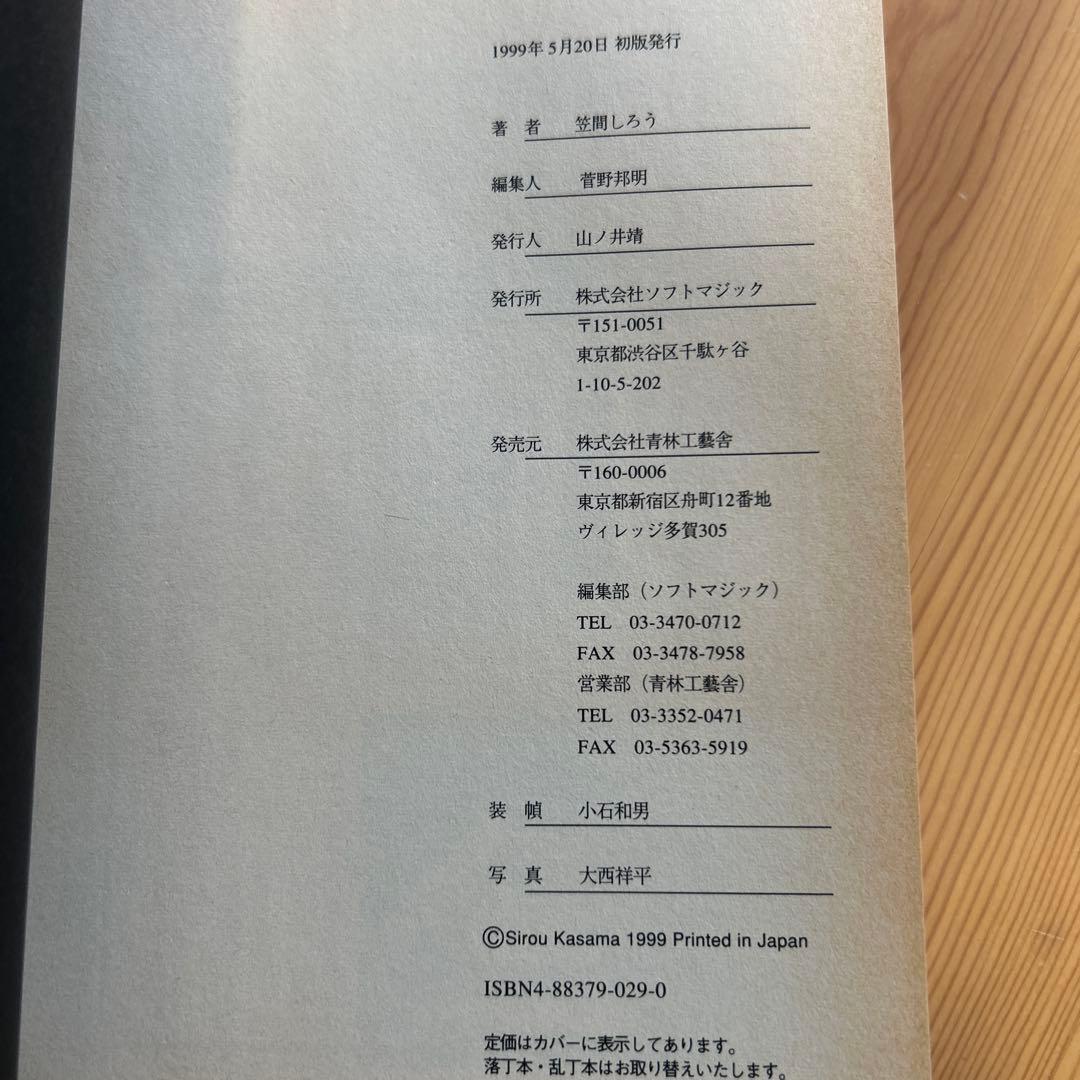 1999年5月20日 初版発行
著 者 笠間しろう
編集人 菅野邦明
発行人 山ノ井靖
発行所 株式会社ソフトマジック
〒151-0051
東京都渋谷区千駄ヶ谷
1-10-5-202
発売元 株式会社青林工藝舎
〒160-0006
東京都新宿区舟町12番地
ヴィレッジ多賀305
編集部（ソフトマジック）
TEL 03-3470-0712
FAX 03-3478-7958
営業部（青林工藝舎）
TEL 03-3352-0471
FAX 03-5363-5919
装 幀 小石和男
写 真 大西祥平
©Sirou Kasama 1999 Printed in Japan
ISBN4-88379-029-0
定価はカバーに表示してあります。
落丁本・乱丁本はお取り替えいたします。